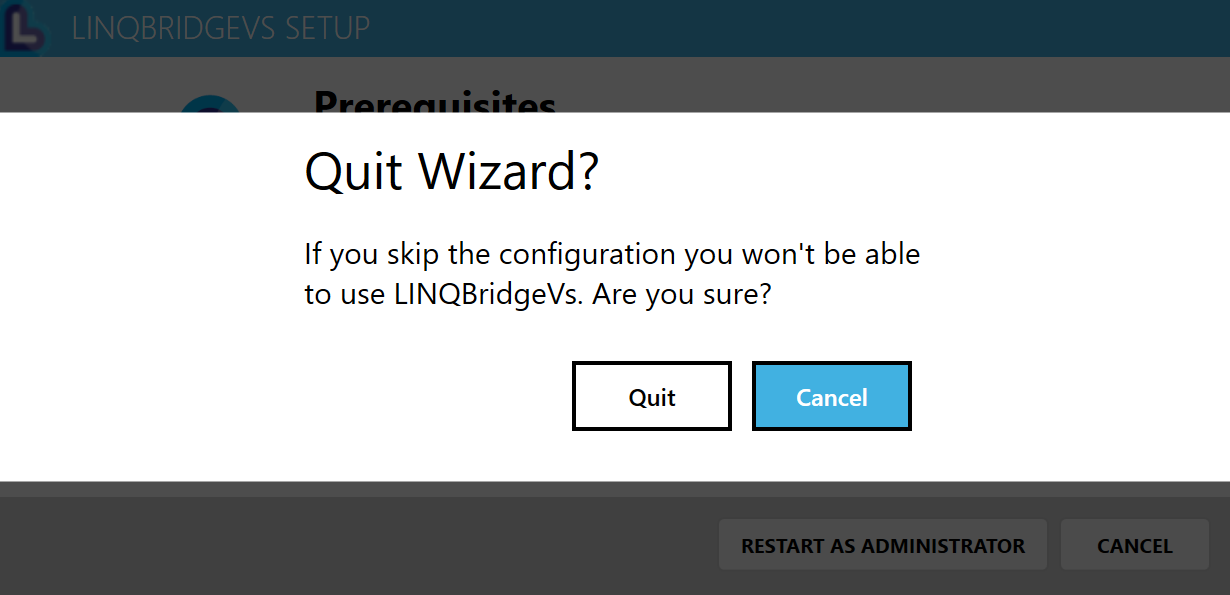 LINQBRIDGEVS SETUP
Prerequisites
Quit Wizard?
If you skip the configuration you won't be able
to use LINQBridgeVs. Are you sure?
Quit
Cancel
RESTART AS ADMINISTRATOR
CANCEL